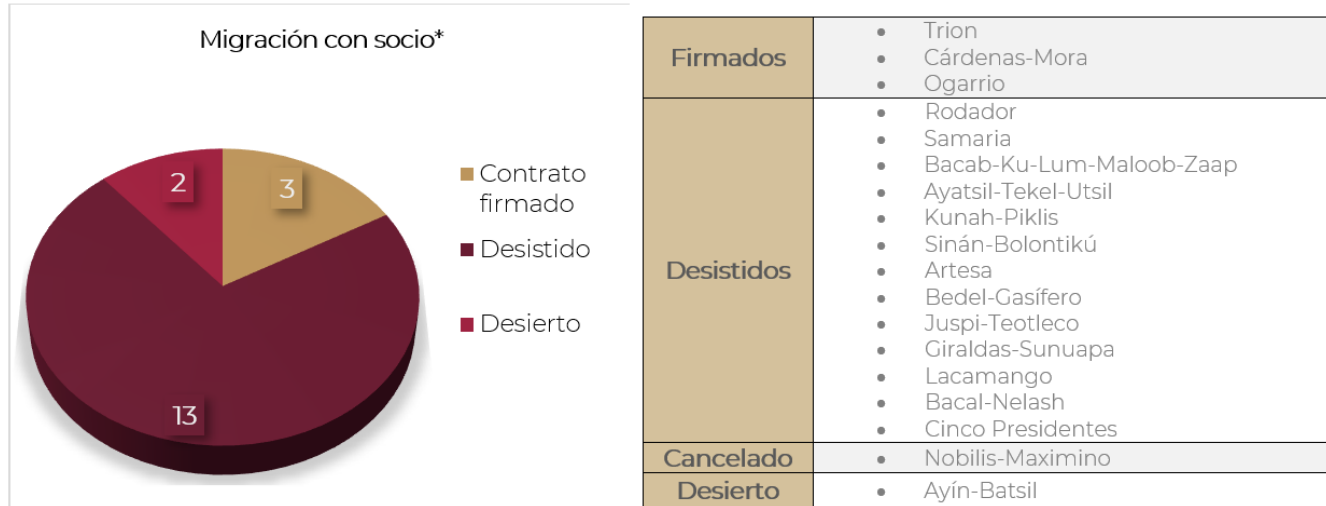 Migración con socio*
2
3
13
Contrato
firmado
Desistido
Desierto
Firmados
• Trion
• Cárdenas-Mora
• Ogarrio
Desistidos
• Rodador
• Samaria
• Bacab-Ku-Lum-Maloob-Zaap
• Ayatsil-Tekel-Utsil
• Kunah-Piklis
• Sinán-Bolontikú
• Artesa
• Bedel-Gasífero
• Juspi-Teotleco
• Giraldas-Sunuapa
• Lacamango
• Bacal-Nelash
• Cinco Presidentes
Cancelado
• Nobilis-Maximino
Desierto
• Ayín-Batsil